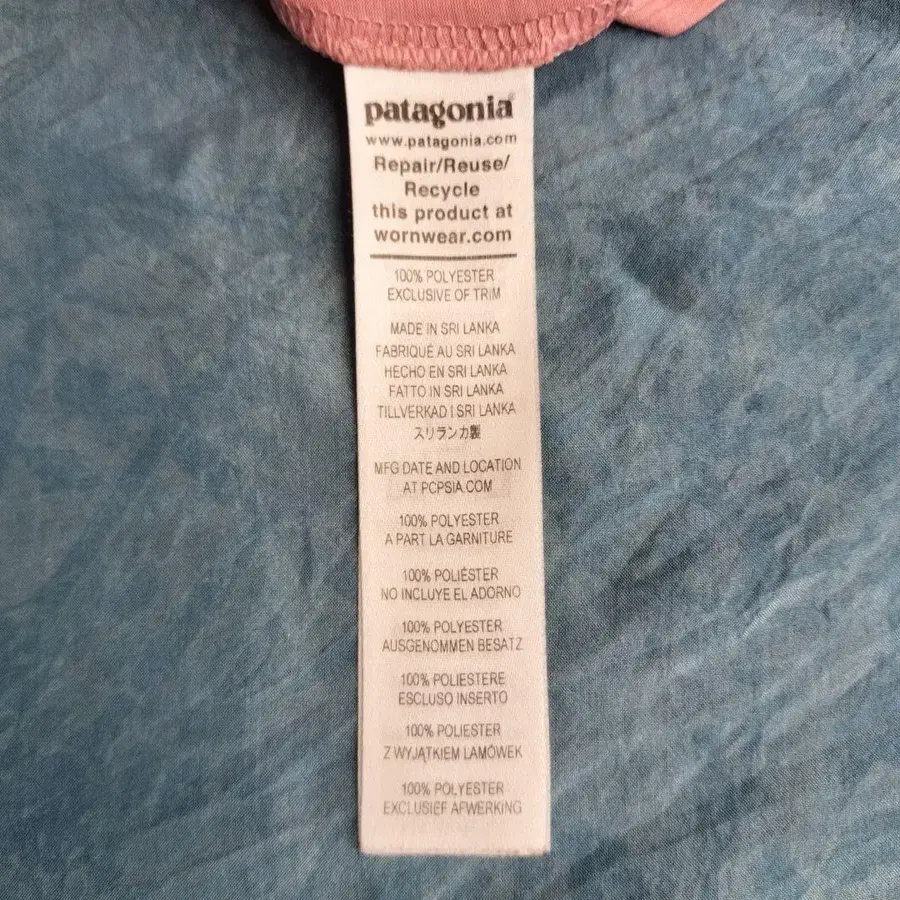 patagonia®
www.patagonia.com
Repair/Reuse/
Recycle
this product at
wornwear.com
100% POLYESTER
EXCLUSIVE OF TRIM
MADE IN SRI LANKA
FABRIQUÉ AU SRI LANKA
HECHO EN SRI LANKA
FATTO IN SRI LANKA
TILLVERKAD I SRI LANKA
スリランカ製
MFG DATE AND LOCATION
AT PCPSIA.COM
100% POLYESTER
A PART LA GARNITURE
100% POLIÉSTER
NO INCLUYE EL ADORNO
100% POLYESTER
AUSGENOMMEN BESATZ
100% POLIESTERE
ESCLUSO INSERTO
100% POLIESTER
Z WYJĄTKIEM LAMÓWEK
100% POLYESTER
EXCLUSIEF AFWERKING